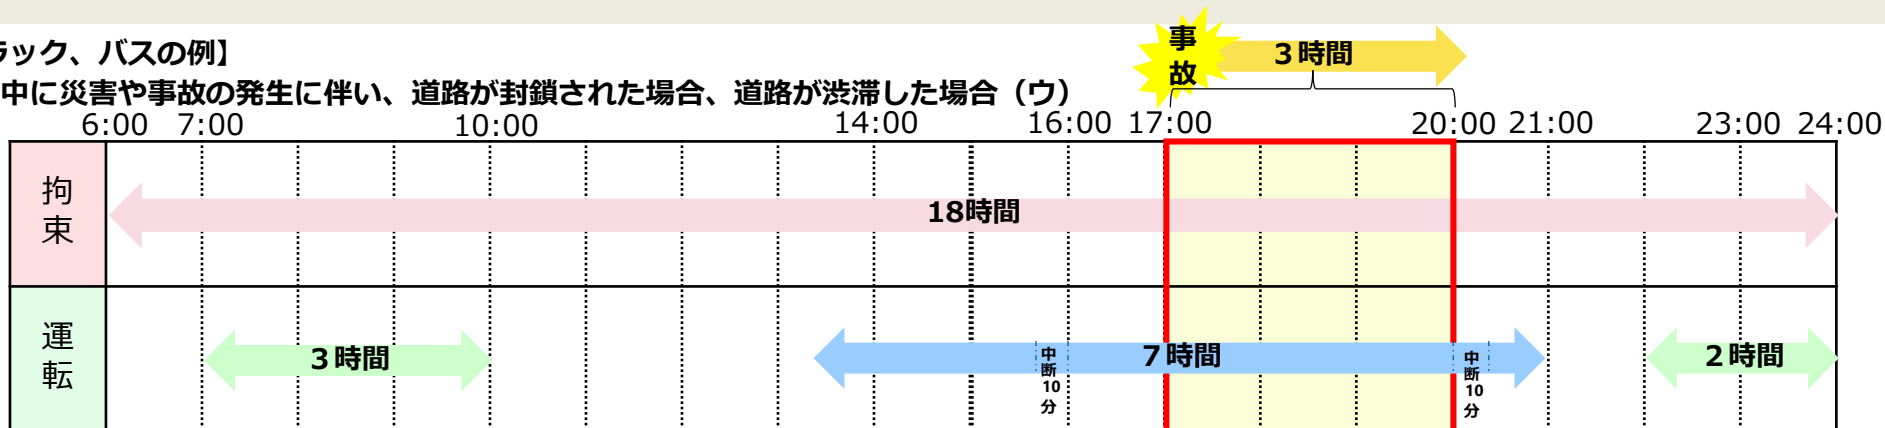 ラック、バスの例】
中に災害や事故の発生に伴い、道路が封鎖された場合、道路が渋滞した場合（ウ）
事故
３時間
6:00 7:00 10:00 14:00 16:00 17:00 20:00 21:00 23:00 24:00
拘束
18時間
運転
３時間
中断10分
７時間
中断10分
２時間